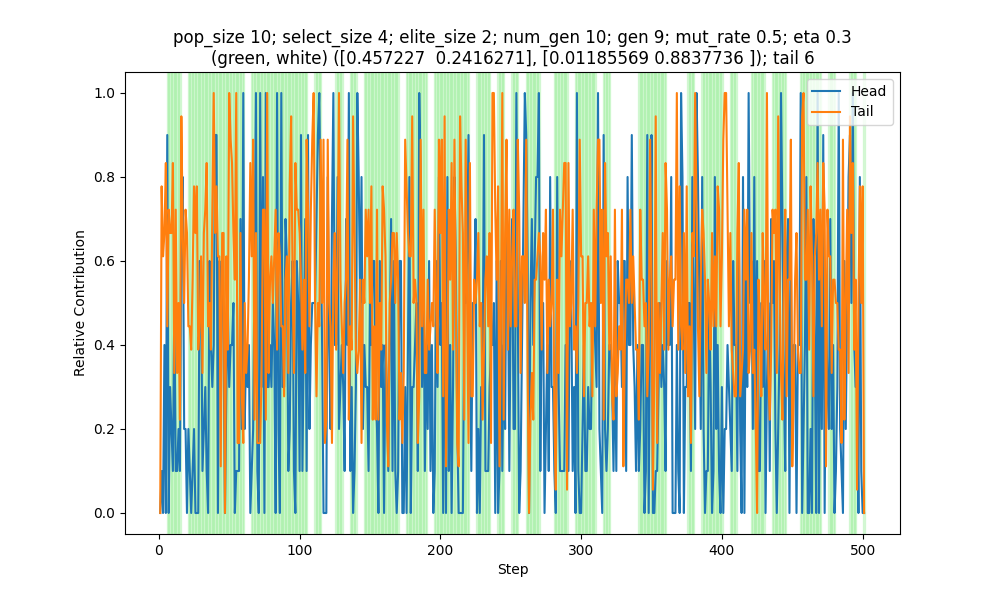 pop_size 10; select_size 4; elite_size 2; num_gen 10; gen 9; mut_rate 0.5; eta 0.3
(green, white) ([0.457227  0.2416271], [0.01185569 0.8837736 ]); tail 6
Head
Tail
Relative Contribution
1.0
0.8
0.6
0.4
0.2
0.0
0
100
200
300
400
500
Step